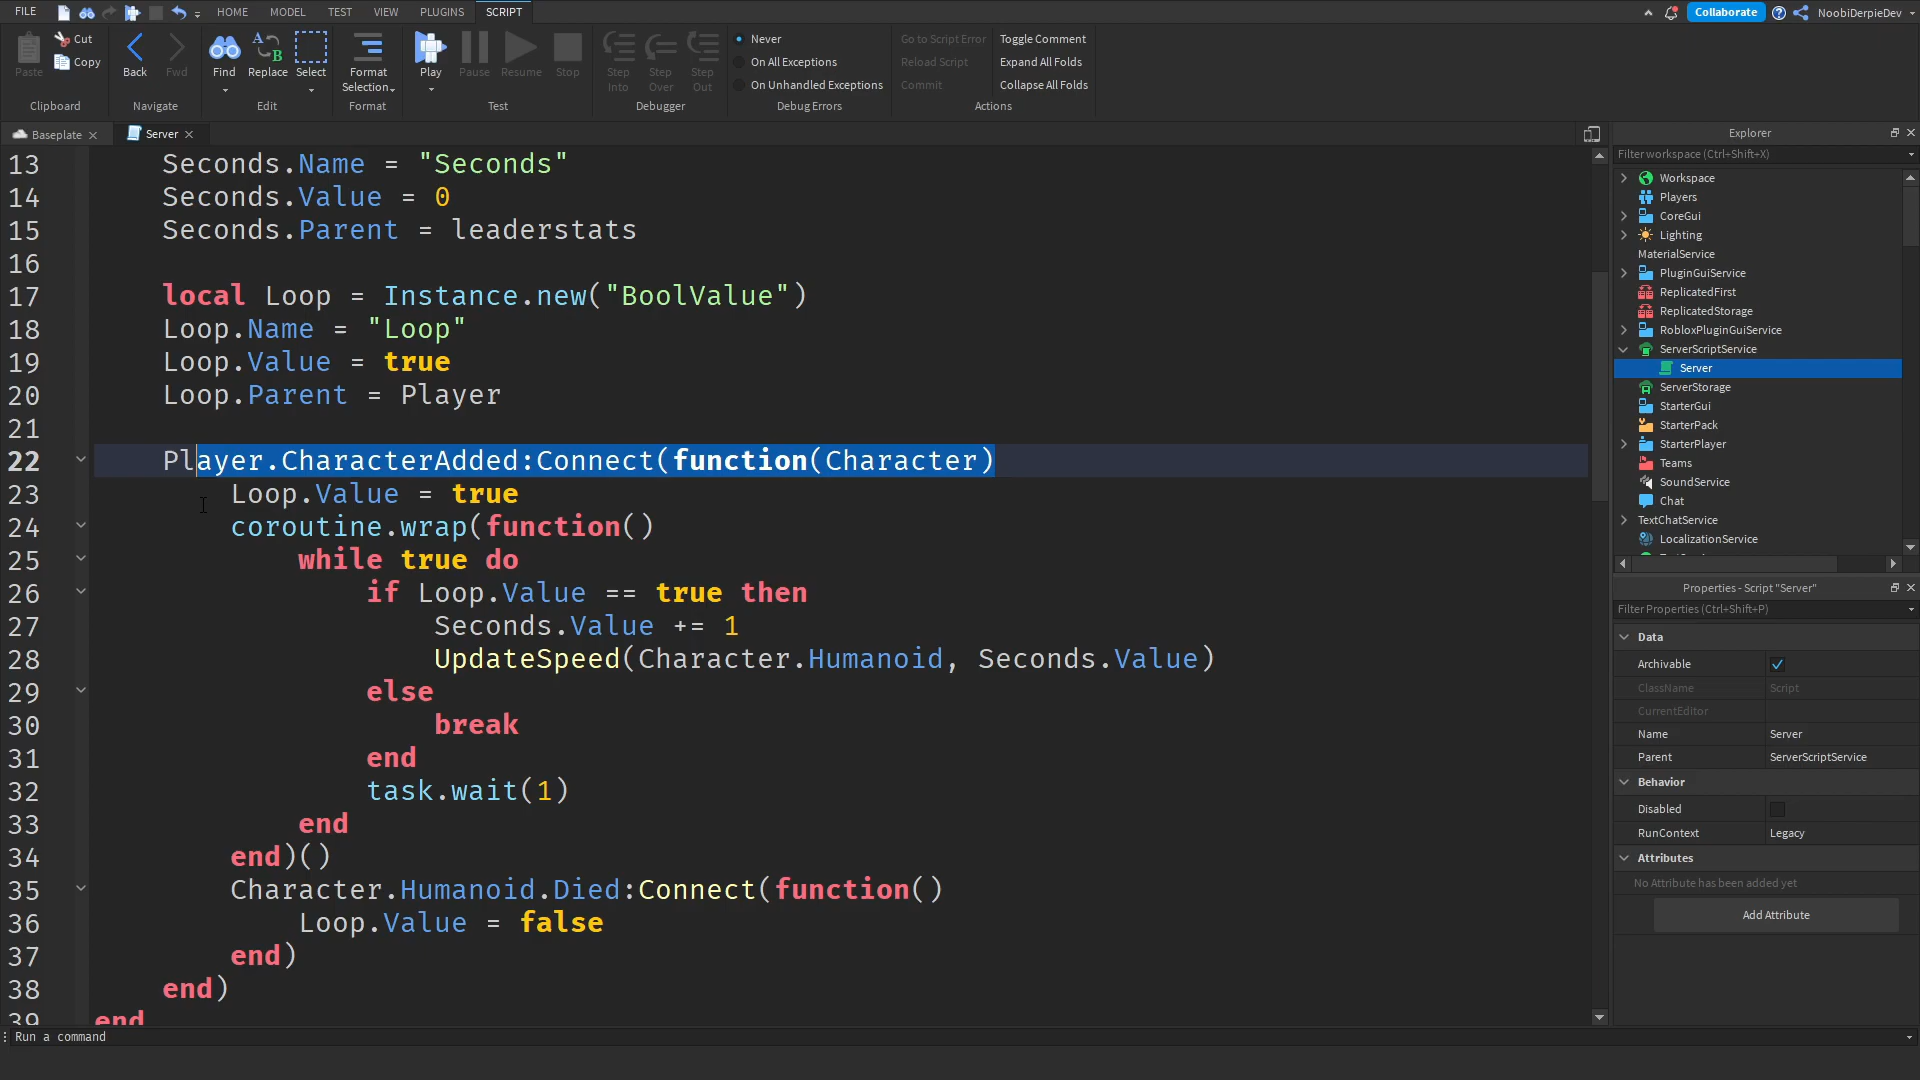 FILE
HOME
MODEL
TEST
VIEW
PLUGINS
SCRIPT
Collaborate
NoobiDerpieDev
Paste
Cut
Copy
Clipboard
Back
Fwd
Navigate
Find
Replace
Select
Edit
Format
Selection
Format
Play
Pause
Resume
Stop
Test
Step
Into
Step
Over
Step
Out
Debugger
Never
On All Exceptions
On Unhandled Exceptions
Debug Errors
Go to Script Error
Reload Script
Commit
Toggle Comment
Expand All Folds
Collapse All Folds
Actions
Baseplate
Server
13 Seconds.Name = "Seconds"
14 Seconds.Value = 0
15 Seconds.Parent = leaderstats
16
17 local Loop = Instance.new("BoolValue")
18 Loop.Name = "Loop"
19 Loop.Value = true
20 Loop.Parent = Player
21
22 Player.CharacterAdded:Connect(function(Character)
23 Loop.Value = true
24 coroutine.wrap(function()
25 while true do
26 if Loop.Value == true then
27 Seconds.Value += 1
28 UpdateSpeed(Character.Humanoid, Seconds.Value)
29 else
30 break
31 end
32 task.wait(1)
33 end
34 end)()
35 Character.Humanoid.Died:Connect(function()
36 Loop.Value = false
37 end)
38 end)
39 end
Run a command
Explorer
Filter workspace (Ctrl+Shift+X)
Workspace
Players
CoreGui
Lighting
MaterialService
PluginGuiService
ReplicatedFirst
ReplicatedStorage
RobloxPluginGuiService
ServerScriptService
Server
ServerStorage
StarterGui
StarterPack
StarterPlayer
Teams
SoundService
Chat
TextChatService
LocalizationService
Properties - Script "Server"
Filter Properties (Ctrl+Shift+P)
Data
Archivable
ClassName Script
CurrentEditor
Name Server
Parent ServerScriptService
Behavior
Disabled
RunContext Legacy
Attributes
No Attribute has been added yet
Add Attribute